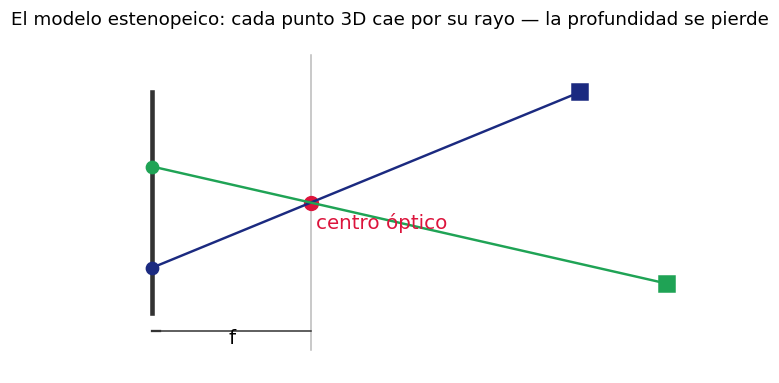 El modelo estenopeico: cada punto 3D cae por su rayo — la profundidad se pierde
centro óptico
f